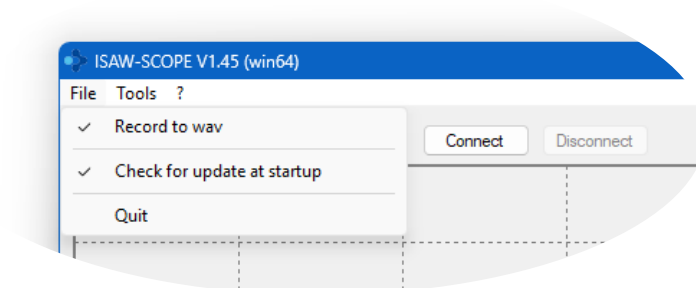 ISAW-SCOPE V1.45 (win64)
File Tools ?
Record to wav
Connect Disconnect
Check for update at startup
Quit